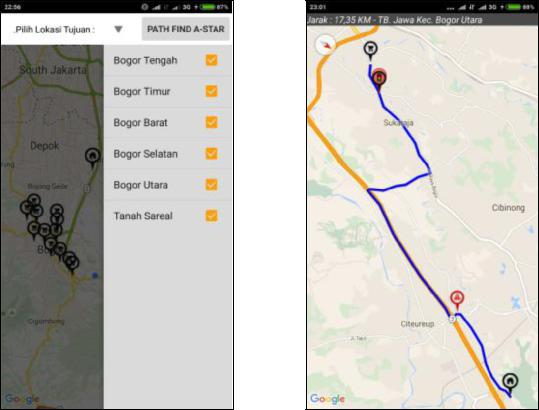 22:56
3G
87%
.Pilih Lokasi Tujuan :
PATH FIND A-STAR
Bogor Tengah
Bogor Timur
Bogor Barat
Bogor Selatan
Bogor Utara
Tanah Sareal
South Jakarta
Depok
Bojong Gede
Google
23:01
3G
88%
Jarak : 17,35 KM - TB. Jawa Kec. Bogor Utara
Sukaraja
Cibinong
Citeureup
Google